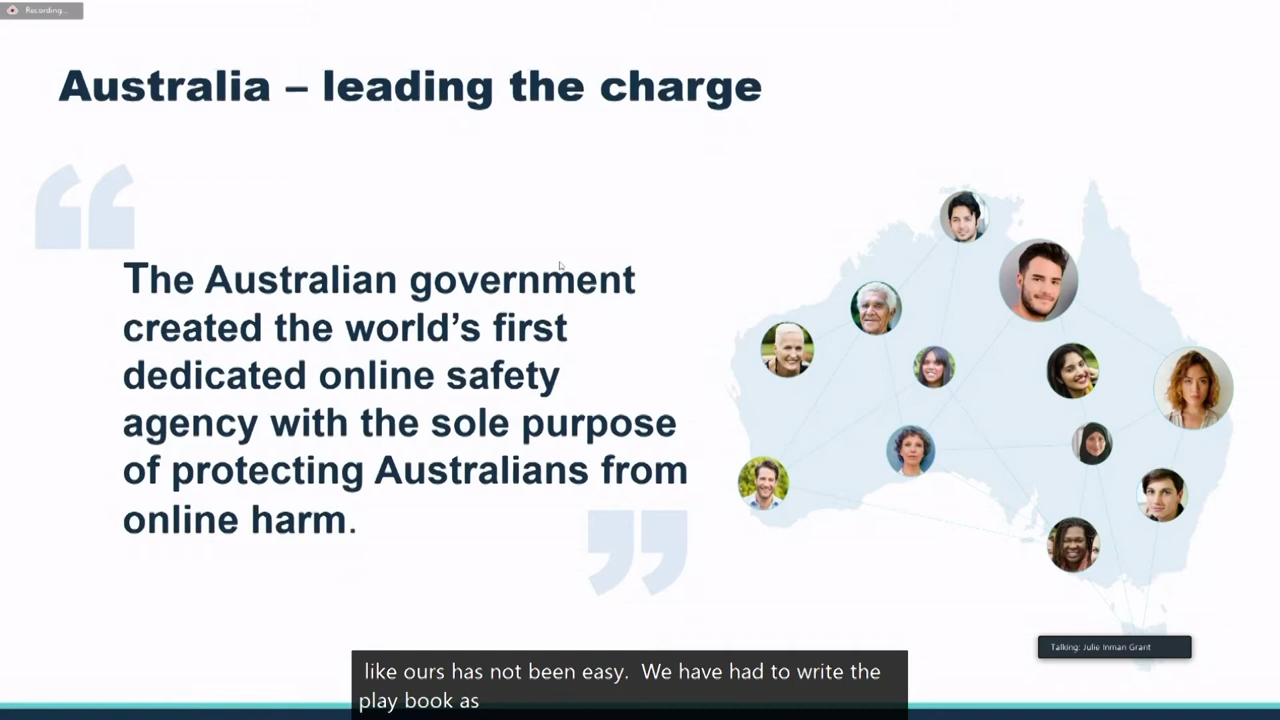 Recording...
Australia – leading the charge
“
The Australian government
created the world’s first
dedicated online safety
agency with the sole purpose
of protecting Australians from
online harm.
”
Talking: Julie Inman Grant
like ours has not been easy.  We have had to write the
play book as